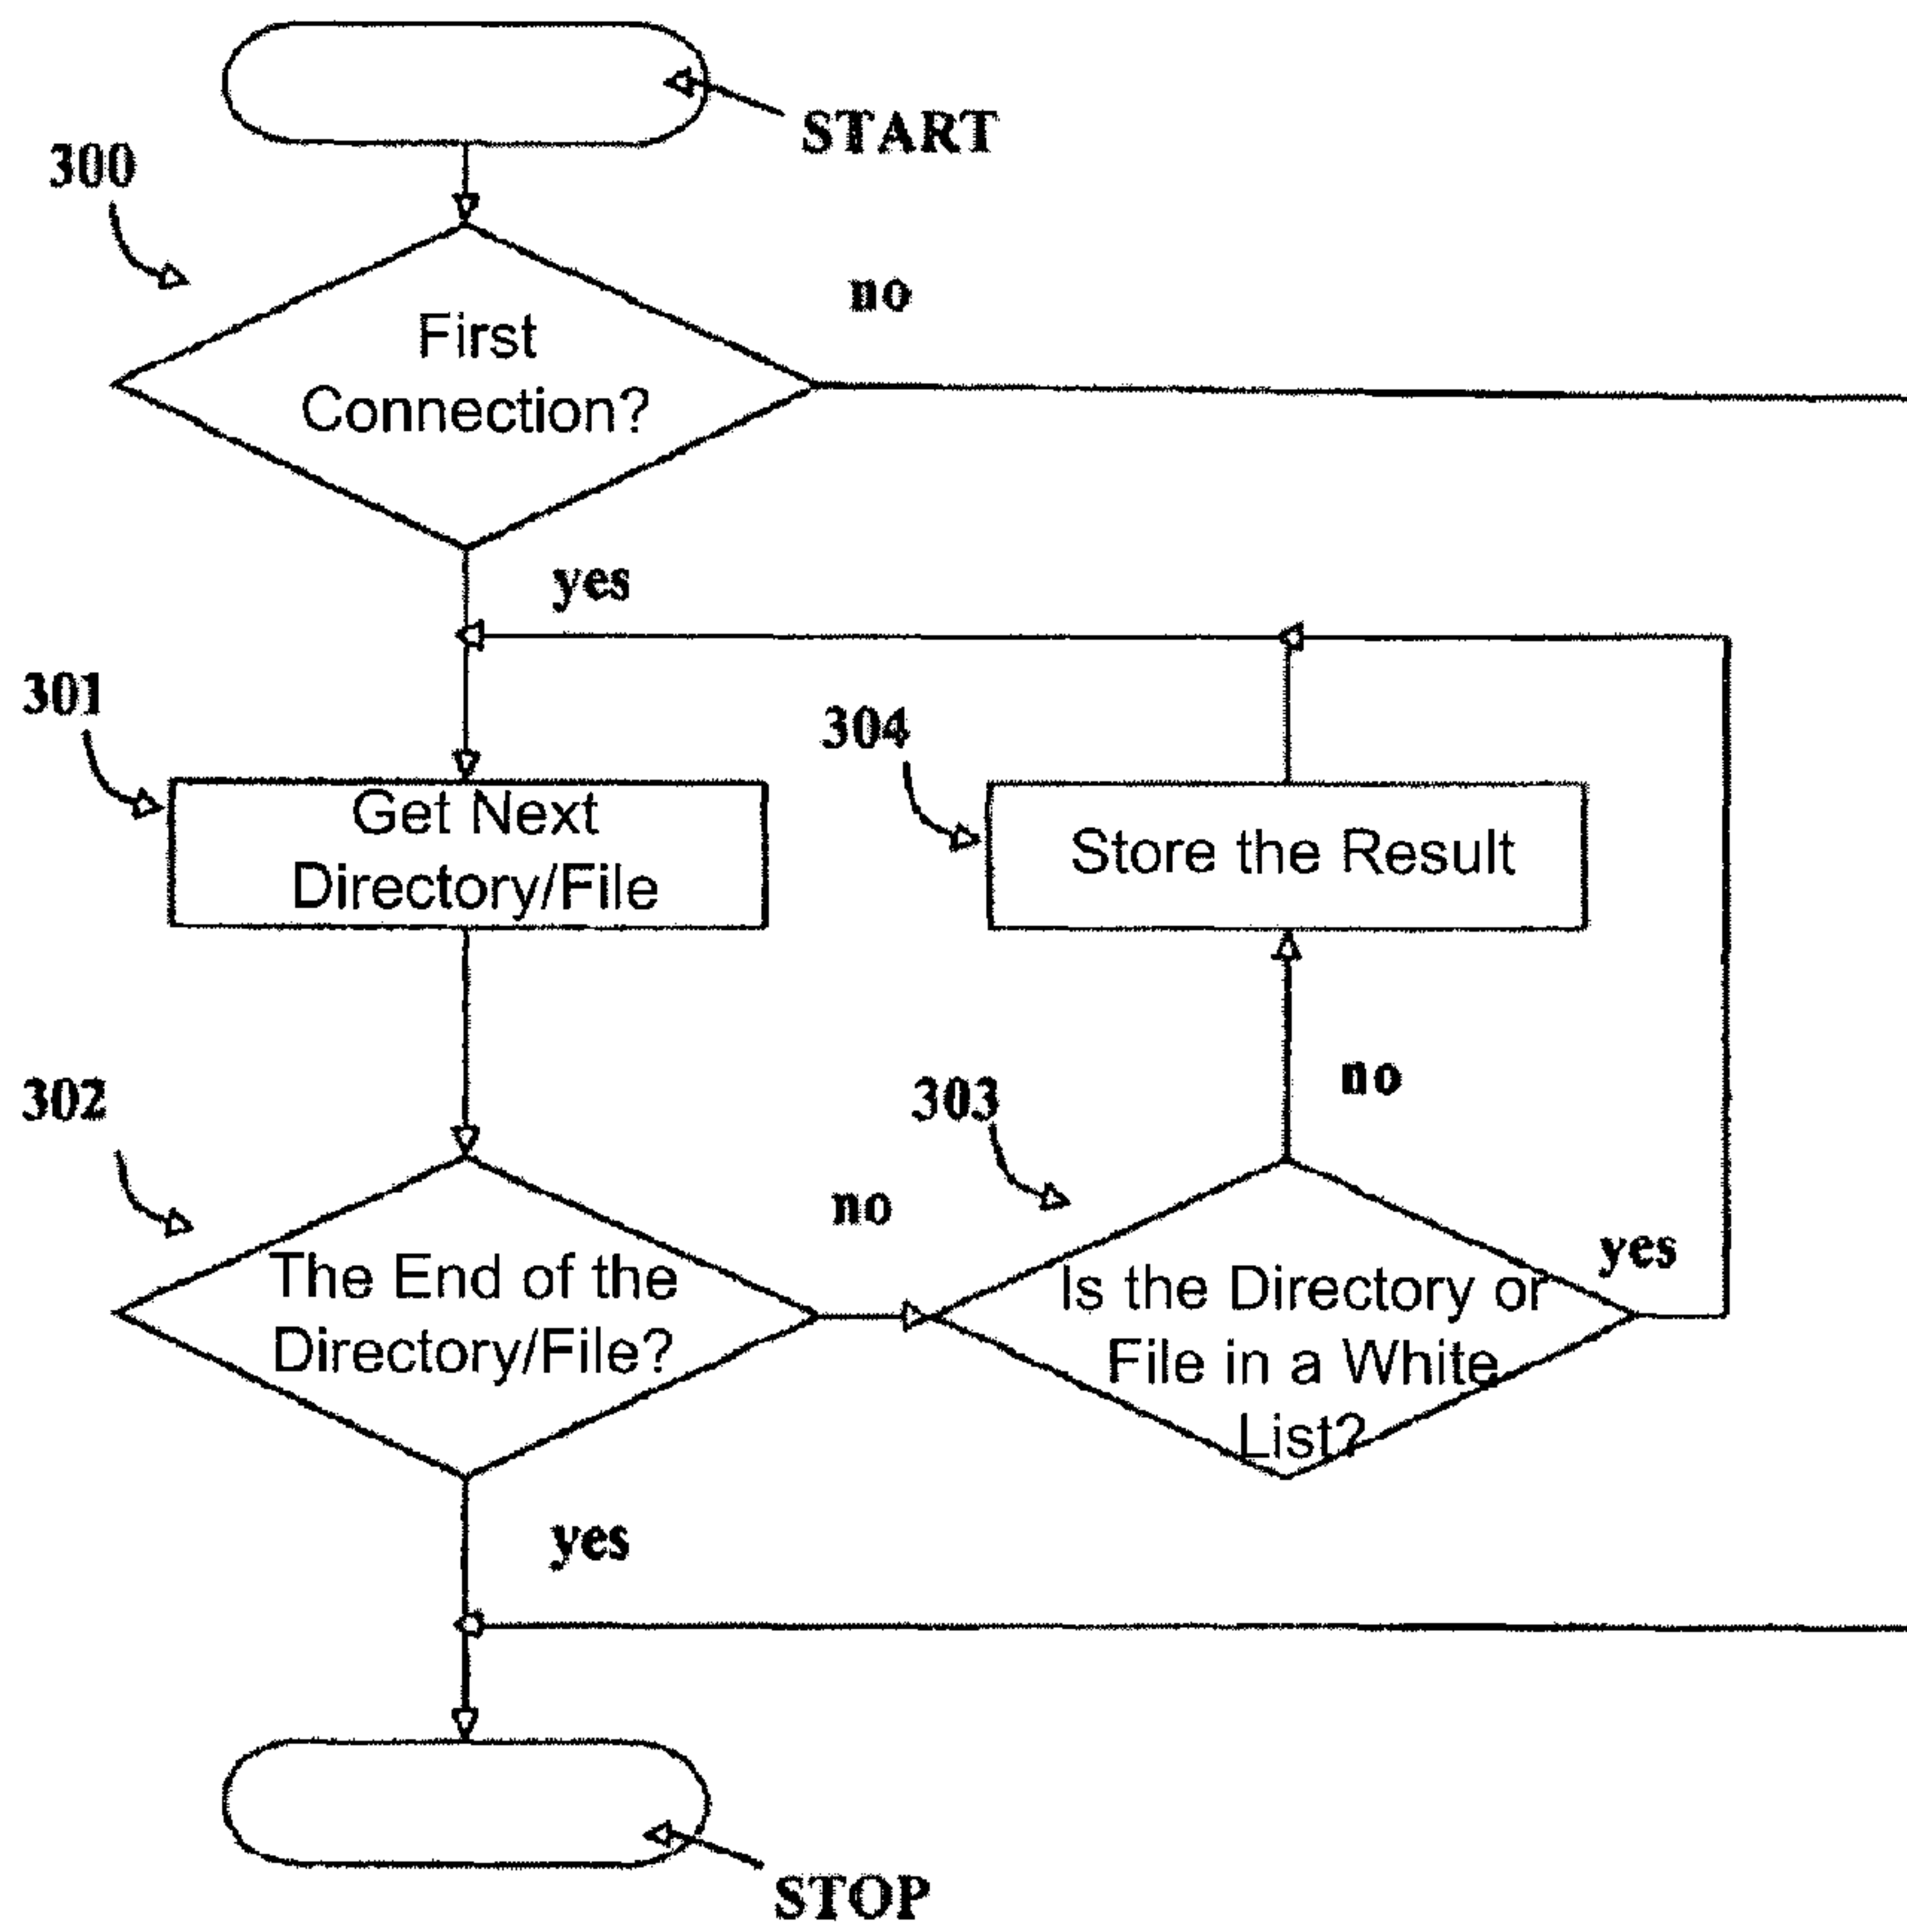 START
300
no
First
Connection?
yes
301
Get Next
Directory/File
304
Store the Result
302
303
no
no
The End of the
Directory/File?
yes
Is the Directory or
File in a White
List?
yes
STOP